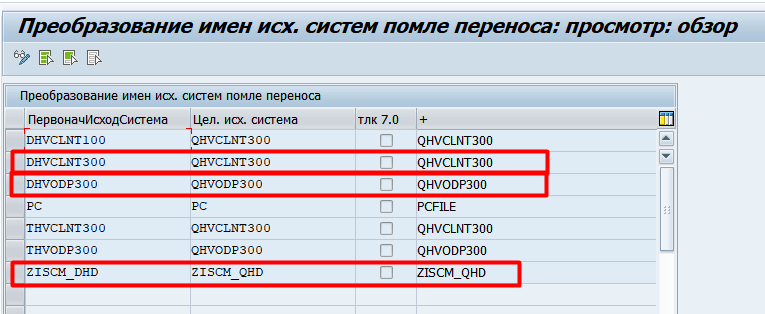 Преобразование имен исх. систем помле переноса: просмотр: обзор
Преобразование имен исх. систем помле переноса
ПервоначИсходСистема Цел. исх. система тлк 7.0 +
DHVCLNT100 QHVCLNT300 QHVCLNT300
DHVCLNT300 QHVCLNT300 QHVCLNT300
DHVODP300 QHVODP300 QHVODP300
PC PC PCFILE
THVCLNT300 QHVCLNT300 QHVCLNT300
THVODP300 QHVODP300 QHVODP300
ZISCM_DHD ZISCM_QHD ZISCM_QHD